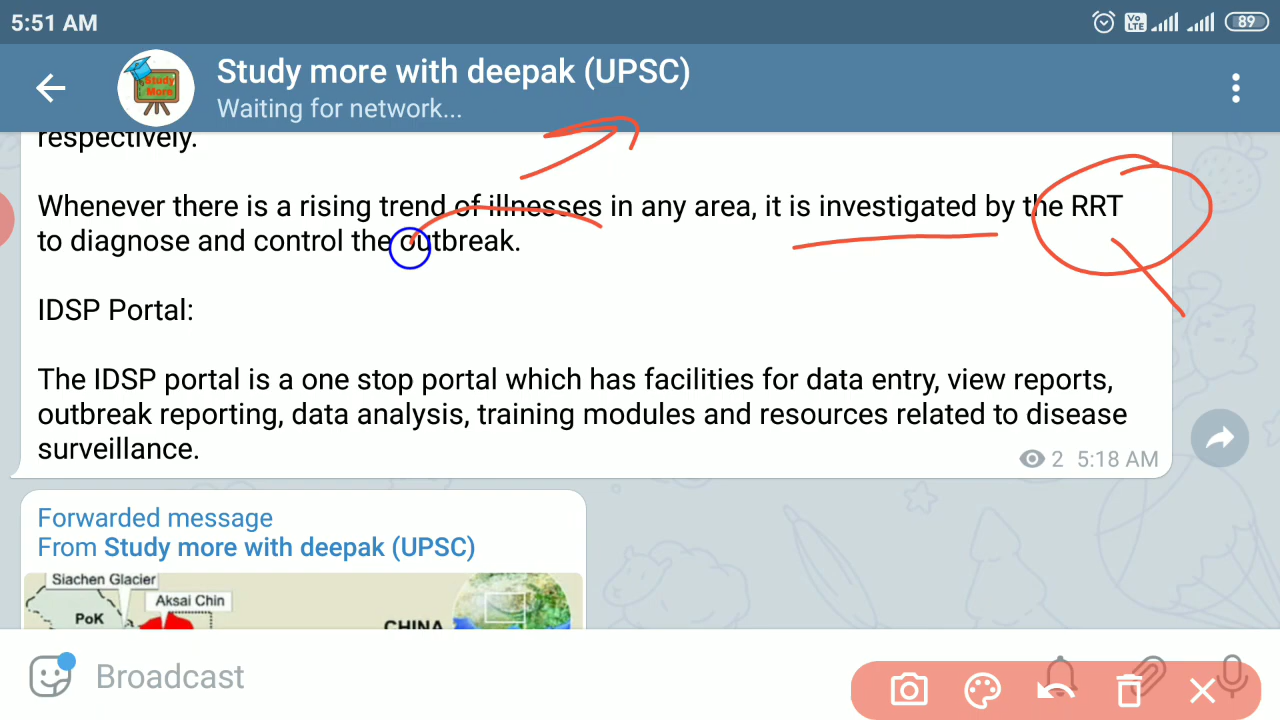 5:51 AM
Vo LTE
89
Study more with deepak (UPSC)
Waiting for network...
Study More
respectively.
Whenever there is a rising trend of illnesses in any area, it is investigated by the RRT
to diagnose and control the outbreak.
IDSP Portal:
The IDSP portal is a one stop portal which has facilities for data entry, view reports,
outbreak reporting, data analysis, training modules and resources related to disease
surveillance.
2 5:18 AM
Forwarded message
From Study more with deepak (UPSC)
Siachen Glacier
Aksai Chin
PoK
CHINA
Broadcast